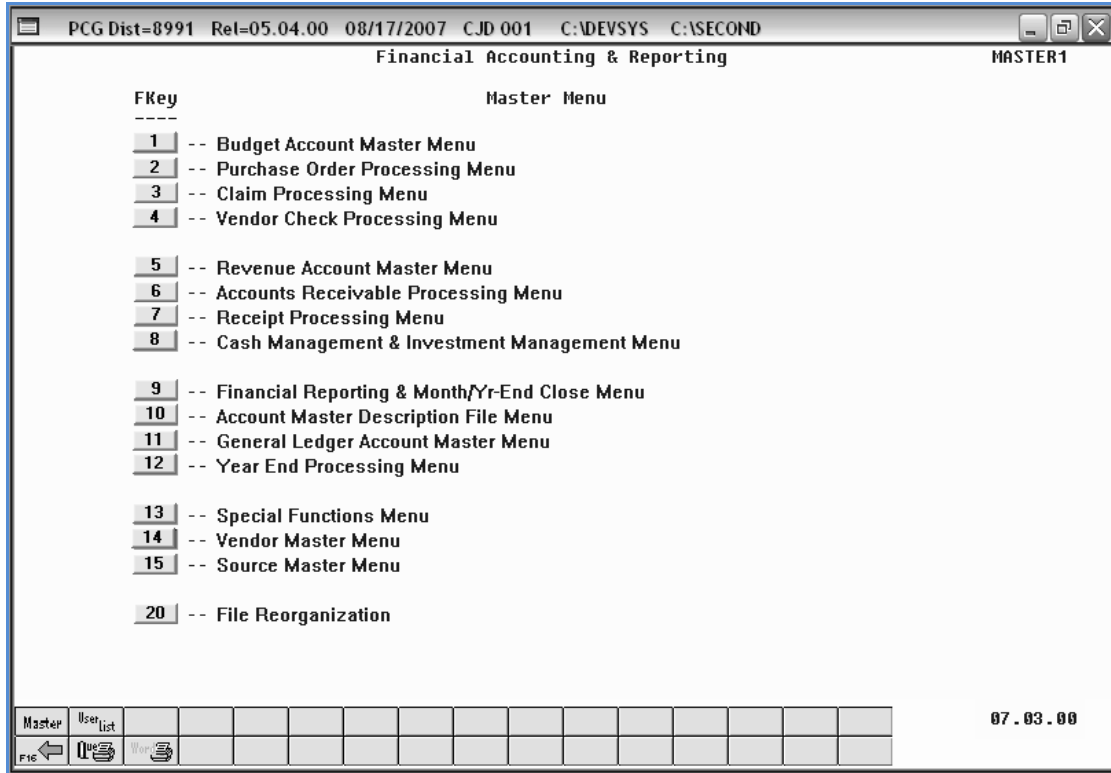 PCG Dist=8991 Rel=05.04.00 08/17/2007 CJD 001 C:\DEVSYS C:\SECOND
Financial Accounting & Reporting MASTER1
FKey Master Menu
----
1 -- Budget Account Master Menu
2 -- Purchase Order Processing Menu
3 -- Claim Processing Menu
4 -- Vendor Check Processing Menu
5 -- Revenue Account Master Menu
6 -- Accounts Receivable Processing Menu
7 -- Receipt Processing Menu
8 -- Cash Management & Investment Management Menu
9 -- Financial Reporting & Month/Yr-End Close Menu
10 -- Account Master Description File Menu
11 -- General Ledger Account Master Menu
12 -- Year End Processing Menu
13 -- Special Functions Menu
14 -- Vendor Master Menu
15 -- Source Master Menu
20 -- File Reorganization
Master User List 07.03.00
F16 Que Word